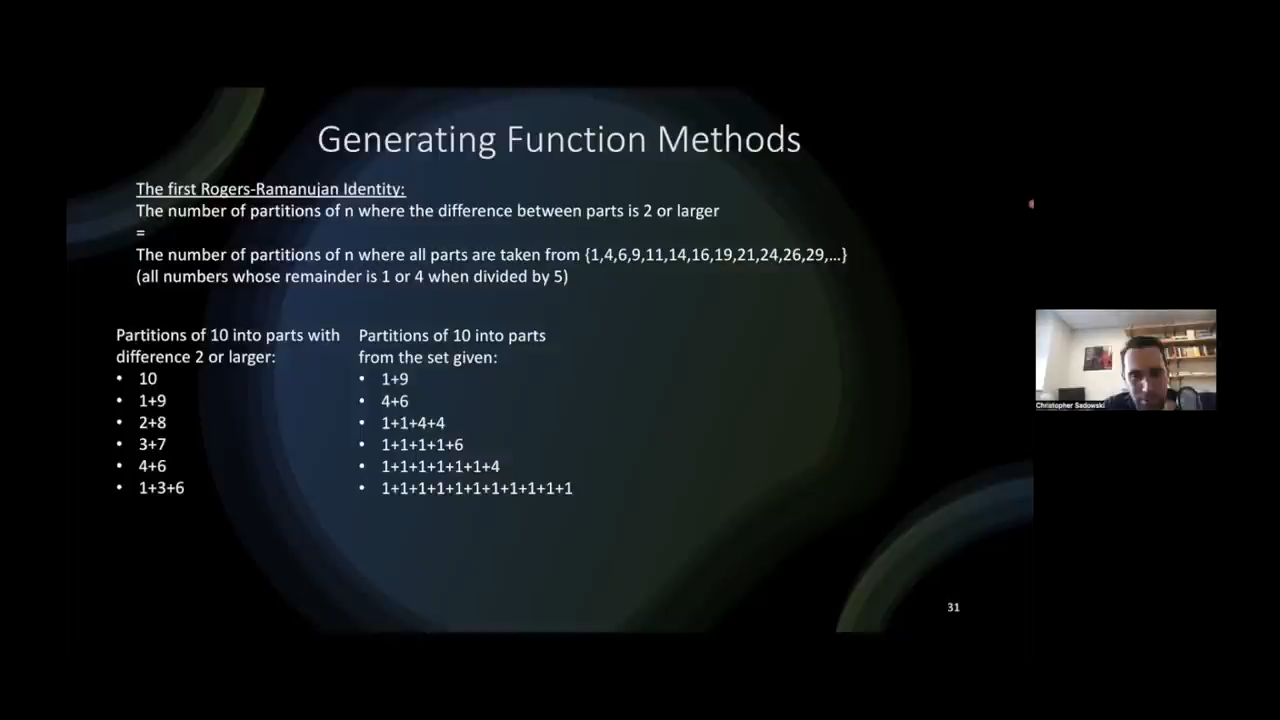 Generating Function Methods
The first Rogers-Ramanujan Identity:
The number of partitions of n where the difference between parts is 2 or larger
=
The number of partitions of n where all parts are taken from {1,4,6,9,11,14,16,19,21,24,26,29,...}
(all numbers whose remainder is 1 or 4 when divided by 5)
Partitions of 10 into parts with
difference 2 or larger:
• 10
• 1+9
• 2+8
• 3+7
• 4+6
• 1+3+6
Partitions of 10 into parts
from the set given:
• 1+9
• 4+6
• 1+1+4+4
• 1+1+1+1+6
• 1+1+1+1+1+1+4
• 1+1+1+1+1+1+1+1+1+1+1
Christopher Sadowski
31